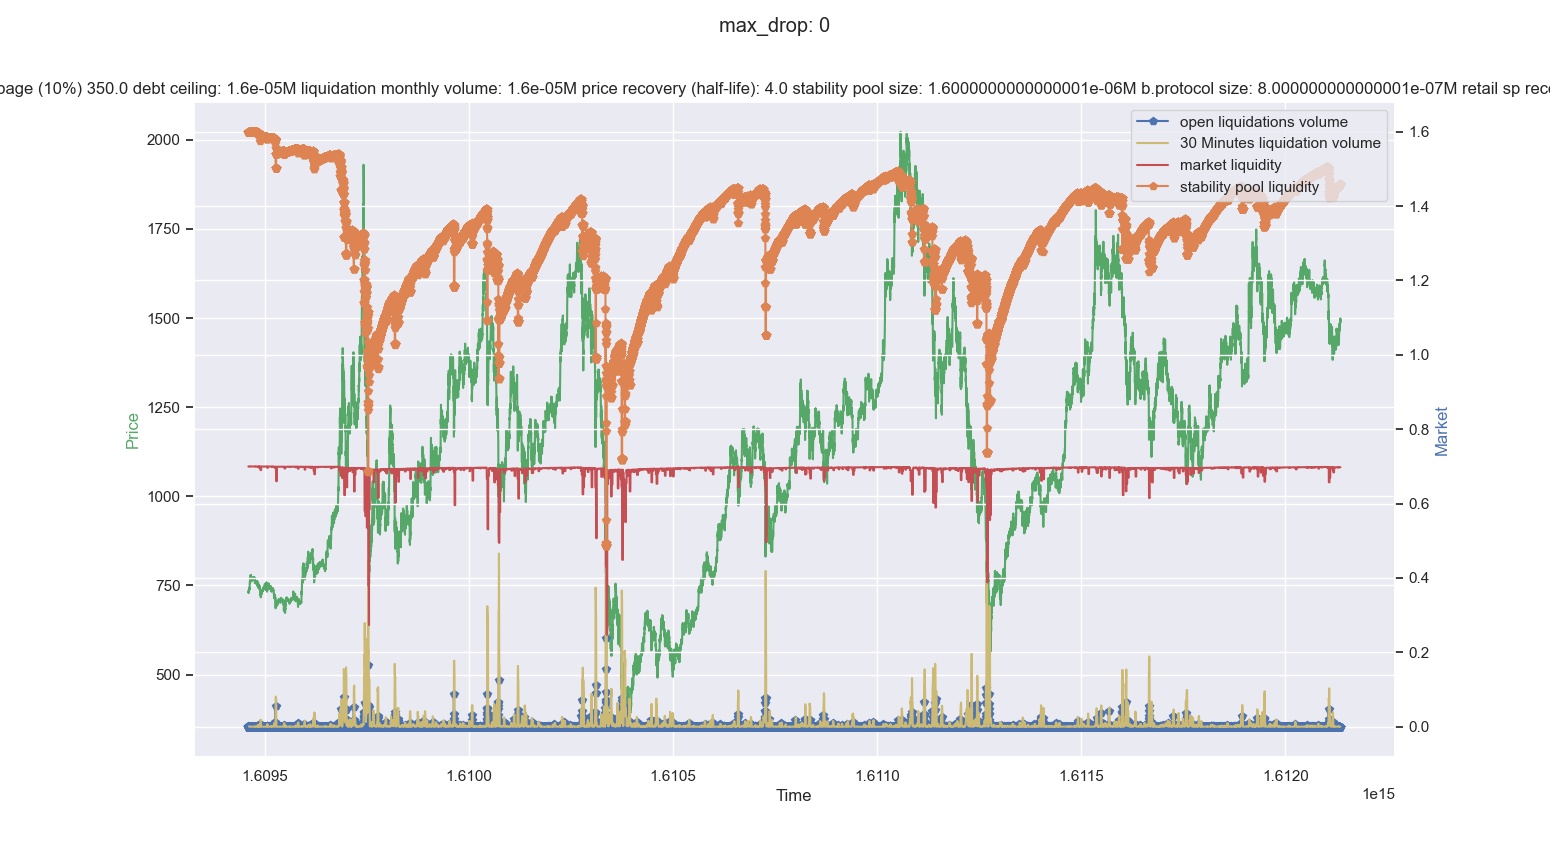 max_drop: 0
page (10%) 350.0 debt ceiling: 1.6e-05M liquidation monthly volume: 1.6e-05M price recovery (half-life): 4.0 stability pool size: 1.6000000000000001e-06M b.protocol size: 8.000000000000001e-07M retail sp
open liquidations volume
30 Minutes liquidation volume
market liquidity
stability pool liquidity
2000
1750
1500
1250
1000
750
500
Price
1.6
1.4
1.2
1.0
0.8
0.6
0.4
0.2
0.0
Market
1.6095
1.6100
1.6105
1.6110
1.6115
1.6120
Time
1e15